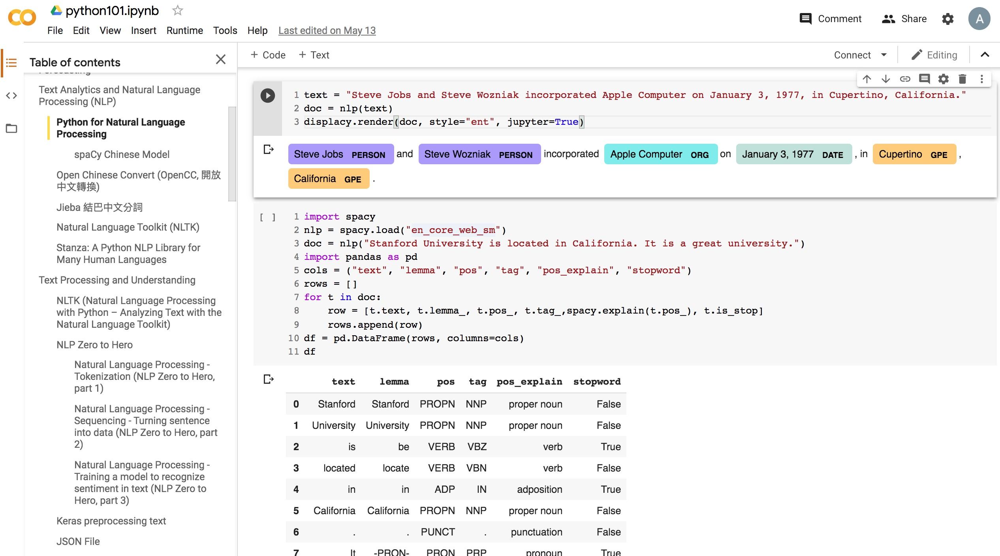 python101.ipynb
File Edit View Insert Runtime Tools Help Last edited on May 13
Comment Share A
Table of contents
Forecasting
Text Analytics and Natural Language
Processing (NLP)
Python for Natural Language
Processing
spaCy Chinese Model
Open Chinese Convert (OpenCC, 開放
中文轉換)
Jieba 結巴中文分詞
Natural Language Toolkit (NLTK)
Stanza: A Python NLP Library for
Many Human Languages
Text Processing and Understanding
NLTK (Natural Language Processing
with Python – Analyzing Text with the
Natural Language Toolkit)
NLP Zero to Hero
Natural Language Processing -
Tokenization (NLP Zero to Hero,
part 1)
Natural Language Processing -
Sequencing - Turning sentence
into data (NLP Zero to Hero, part
2)
Natural Language Processing -
Training a model to recognize
sentiment in text (NLP Zero to
Hero, part 3)
Keras preprocessing text
JSON File
+ Code + Text
Connect Editing
1 text = "Steve Jobs and Steve Wozniak incorporated Apple Computer on January 3, 1977, in Cupertino, California."
2 doc = nlp(text)
3 displacy.render(doc, style="ent", jupyter=True)
Steve Jobs PERSON and Steve Wozniak PERSON incorporated Apple Computer ORG on January 3, 1977 DATE , in Cupertino GPE ,
California GPE .
[ ] 1 import spacy
2 nlp = spacy.load("en_core_web_sm")
3 doc = nlp("Stanford University is located in California. It is a great university.")
4 import pandas as pd
5 cols = ("text", "lemma", "pos", "tag", "pos_explain", "stopword")
6 rows = []
7 for t in doc:
8     row = [t.text, t.lemma_, t.pos_, t.tag_,spacy.explain(t.pos_), t.is_stop]
9     rows.append(row)
10 df = pd.DataFrame(rows, columns=cols)
11 df
text lemma pos tag pos_explain stopword
0 Stanford Stanford PROPN NNP proper noun False
1 University University PROPN NNP proper noun False
2 is be VERB VBZ verb True
3 located locate VERB VBN verb False
4 in in ADP IN adposition True
5 California California PROPN NNP proper noun False
6 . . PUNCT . punctuation False
7 It -PRON- PRON PRP pronoun True